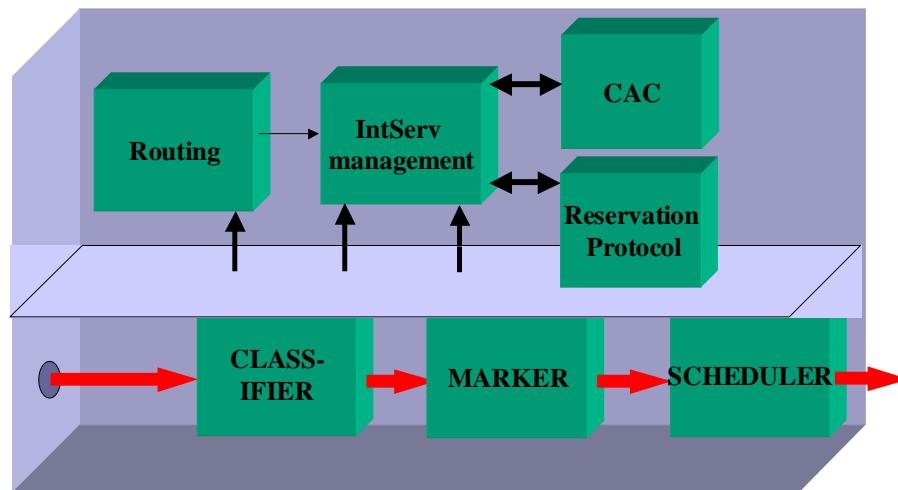 CAC
Routing
IntServ
management
Reservation
Protocol
CLASS-
IFIER
MARKER
SCHEDULER